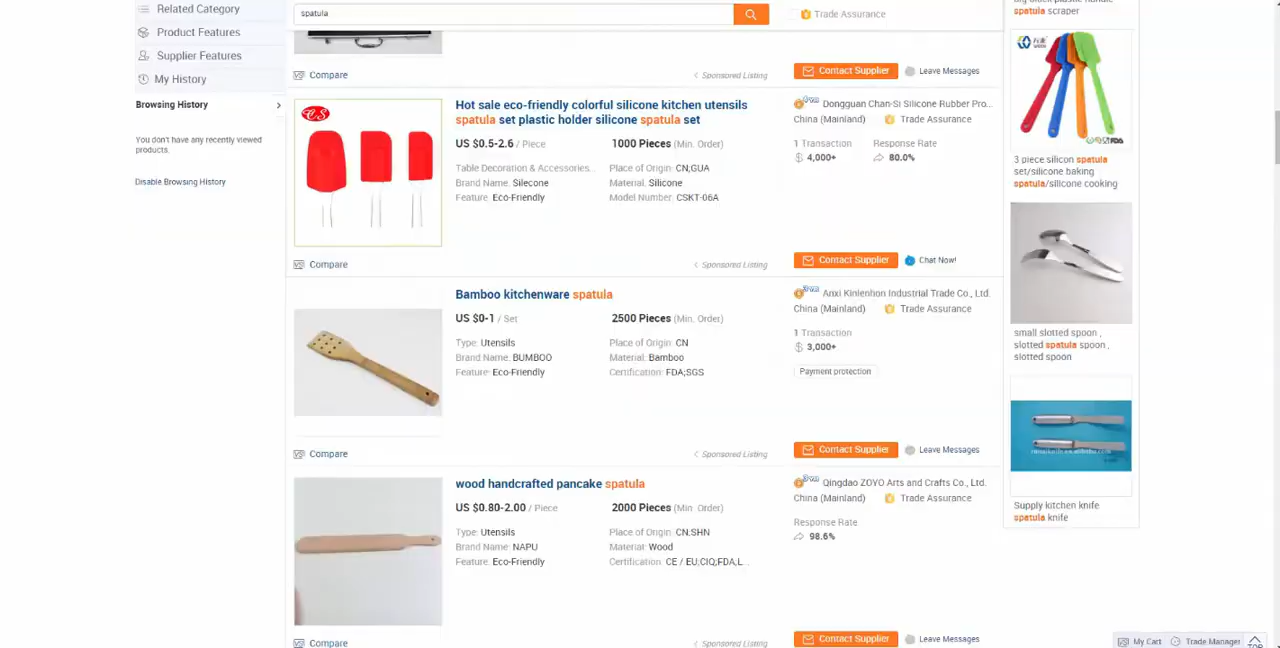 Related Category
Product Features
Supplier Features
My History
Browsing History
You don't have any recently viewed
products.
Disable Browsing History
spatula
Trade Assurance
Compare
Sponsored Listing
Contact Supplier
Leave Messages
CS
Hot sale eco-friendly colorful silicone kitchen utensils
spatula set plastic holder silicone spatula set
US $0.5-2.6 / Piece
1000 Pieces (Min. Order)
Table Decoration & Accessories...
Place of Origin: CN;GUA
Brand Name: Silecone
Material: Silicone
Feature: Eco-Friendly
Model Number: CSKT-06A
Dongguan Chan-Si Silicone Rubber Pro...
China (Mainland)
Trade Assurance
1 Transaction
Response Rate
4,000+
80.0%
Compare
Sponsored Listing
Contact Supplier
Chat Now!
Bamboo kitchenware spatula
US $0-1 / Set
2500 Pieces (Min. Order)
Type: Utensils
Place of Origin: CN
Brand Name: BUMBOO
Material: Bamboo
Feature: Eco-Friendly
Certification: FDA;SGS
Anxi Kinlenhon Industrial Trade Co., Ltd.
China (Mainland)
Trade Assurance
1 Transaction
3,000+
Payment protection
Compare
Sponsored Listing
Contact Supplier
Leave Messages
wood handcrafted pancake spatula
US $0.80-2.00 / Piece
2000 Pieces (Min. Order)
Type: Utensils
Place of Origin: CN;SHN
Brand Name: NAPU
Material: Wood
Feature: Eco-Friendly
Certification: CE / EU;CIQ;FDA;L...
Qingdao ZOYO Arts and Crafts Co., Ltd.
China (Mainland)
Trade Assurance
Response Rate
98.6%
Compare
Sponsored Listing
Contact Supplier
Leave Messages
spatula scraper
FDA
3 piece silicon spatula
set/silicone baking
spatula/silicone cooking
small slotted spoon ,
slotted spatula spoon ,
slotted spoon
Supply kitchen knife
spatula knife
My Cart
Trade Manager
TOP